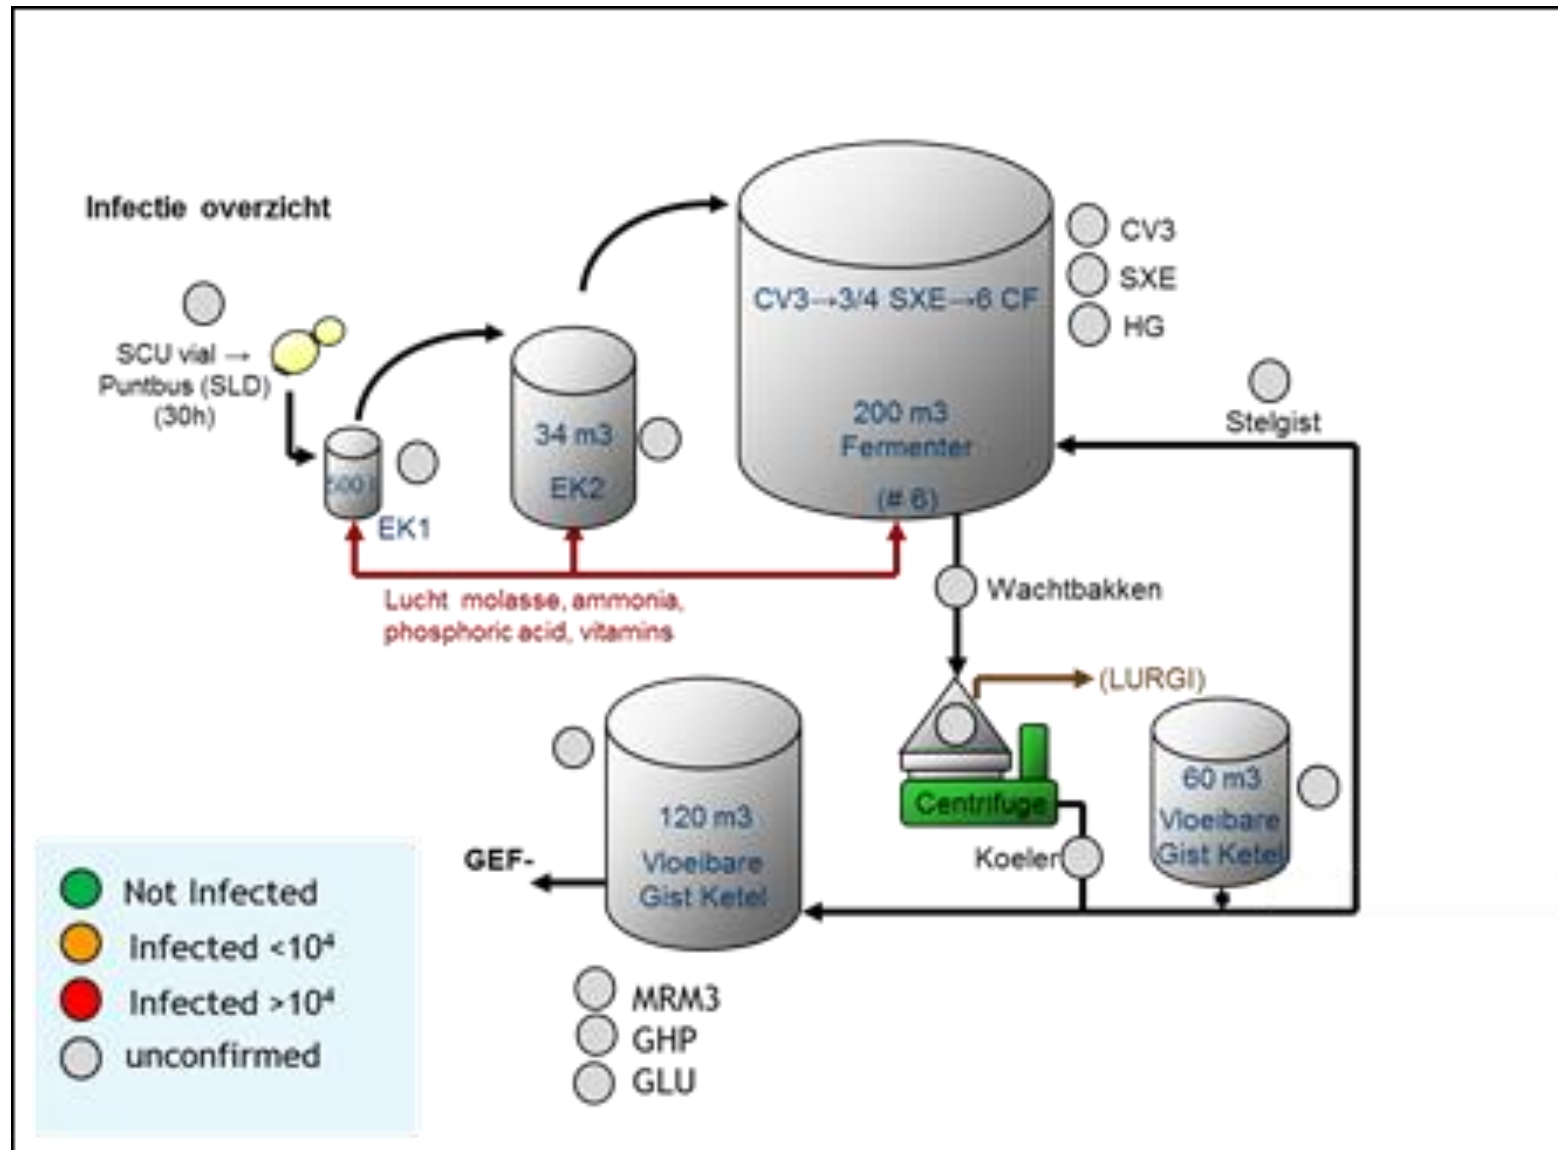 Infectie overzicht
SCU vial →
Puntbus (SLD)
(30h)
500 l
EK1
34 m3
EK2
CV3→3/4 SXE→6 CF
200 m3
Fermenter
(# 6)
CV3
SXE
HG
Stelgist
Lucht molasse, ammonia,
phosphoric acid, vitamins
Wachtbakken
(LURGI)
Centrifuge
Koeler
60 m3
Vloeibare
Gist Ketel
120 m3
Vloeibare
Gist Ketel
GEF-
MRM3
GHP
GLU
Not Infected
Infected <10⁴
Infected >10⁴
unconfirmed